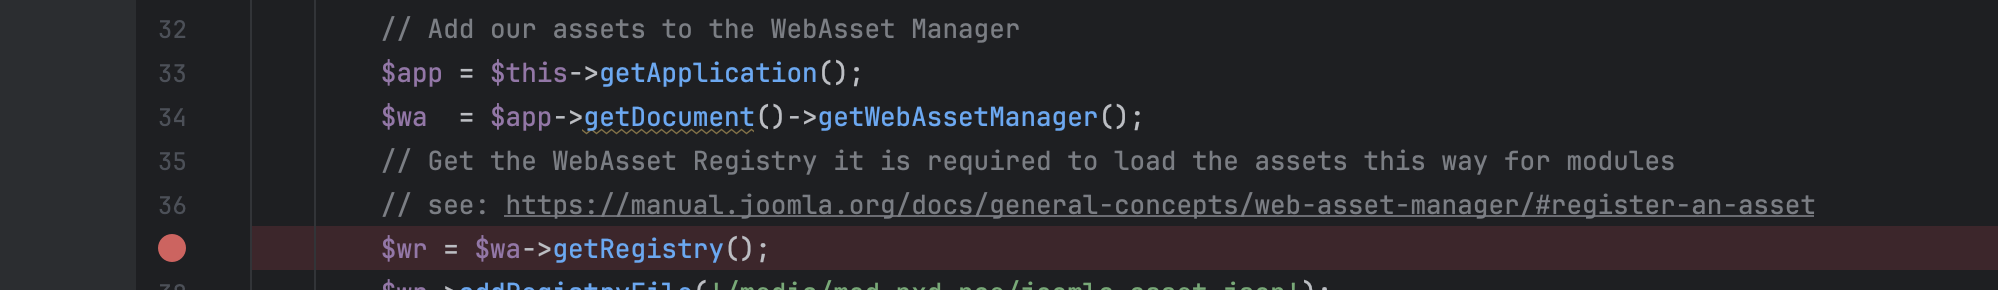 32 // Add our assets to the WebAsset Manager
33 $app = $this->getApplication();
34 $wa  = $app->getDocument()->getWebAssetManager();
35 // Get the WebAsset Registry it is required to load the assets this way for modules
36 // see: https://manual.joomla.org/docs/general-concepts/web-asset-manager/#register-an-asset
$wr = $wa->getRegistry();